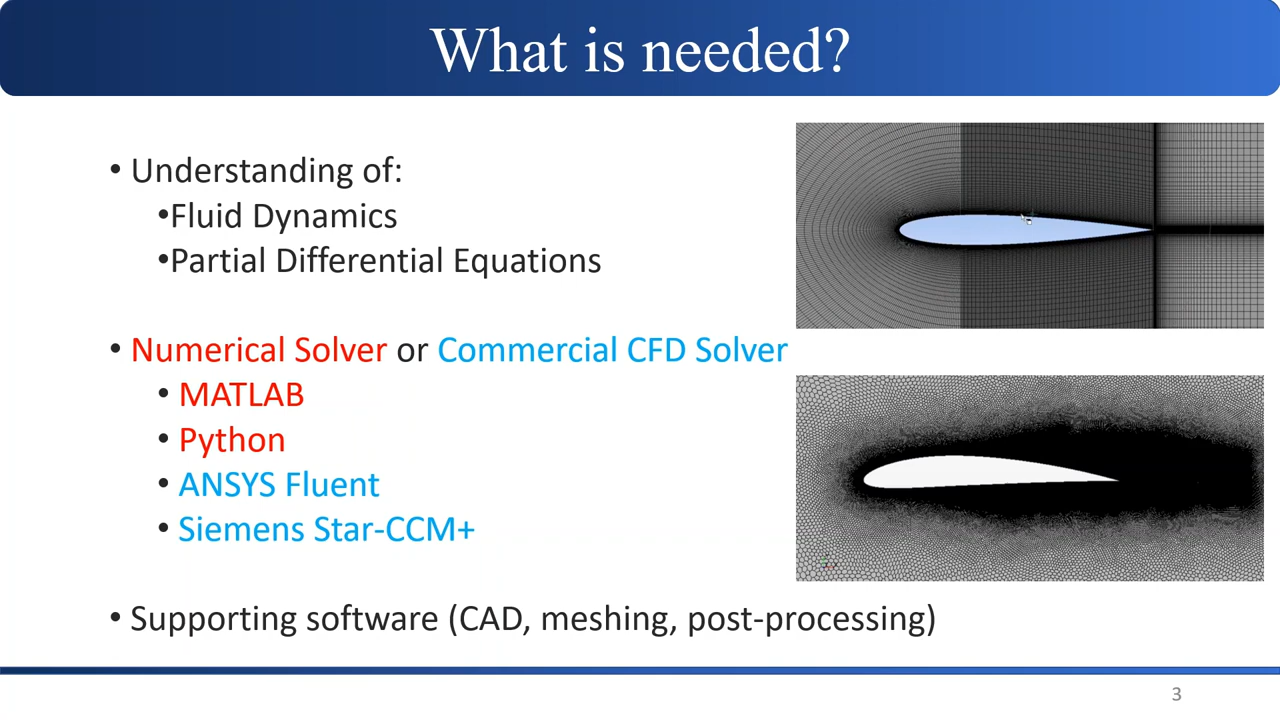 What is needed?
• Understanding of:
•Fluid Dynamics
•Partial Differential Equations
• Numerical Solver or Commercial CFD Solver
• MATLAB
• Python
• ANSYS Fluent
• Siemens Star-CCM+
• Supporting software (CAD, meshing, post-processing)
3